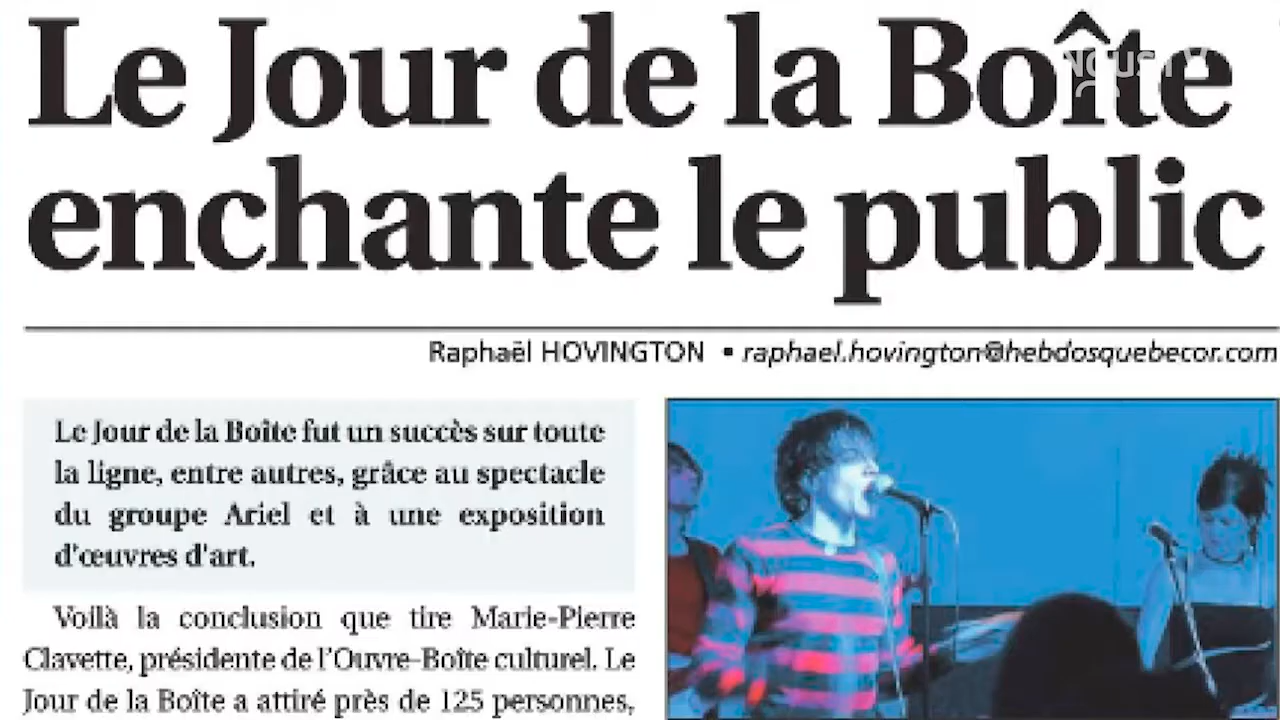 Le Jour de la Boîte
enchante le public
Raphaël HOVINGTON • raphael.hovington@hebdosquebecor.com
Le Jour de la Boîte fut un succès sur toute
la ligne, entre autres, grâce au spectacle
du groupe Ariel et à une exposition
d'œuvres d'art.
Voilà la conclusion que tire Marie-Pierre
Clavette, présidente de l'Ouvre-Boîte culturel. Le
Jour de la Boîte a attiré près de 125 personnes,